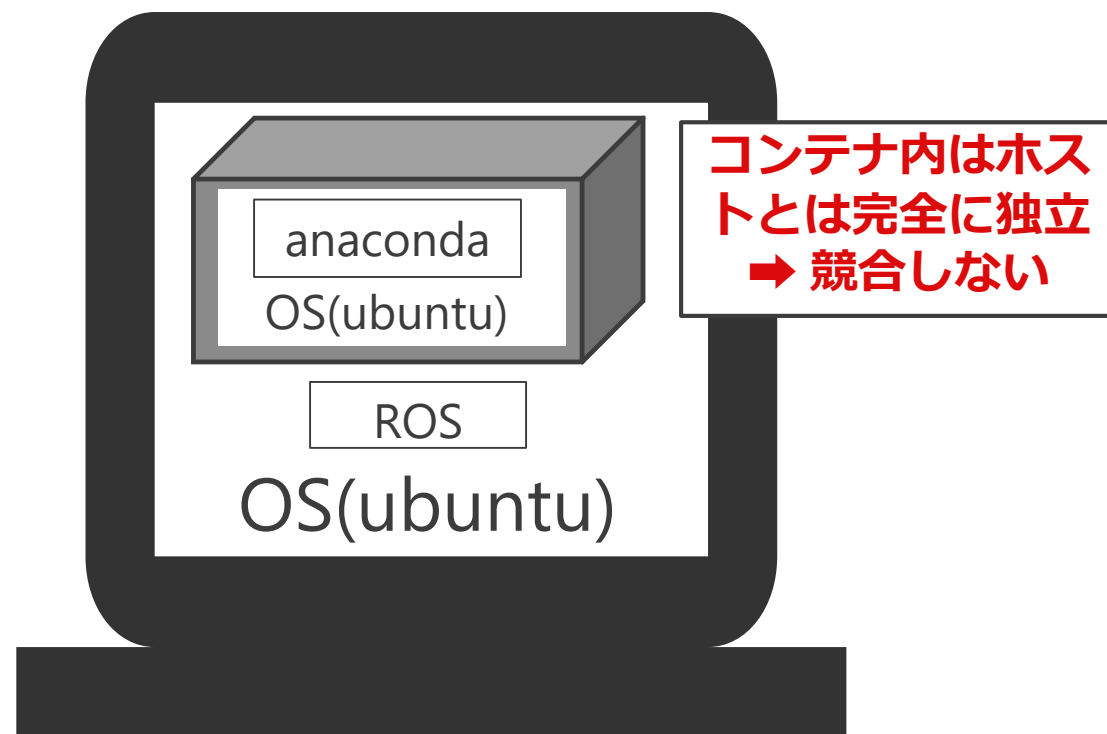 anaconda
OS(ubuntu)
ROS
OS(ubuntu)
コンテナ内はホス
トとは完全に独立
➡ 競合しない